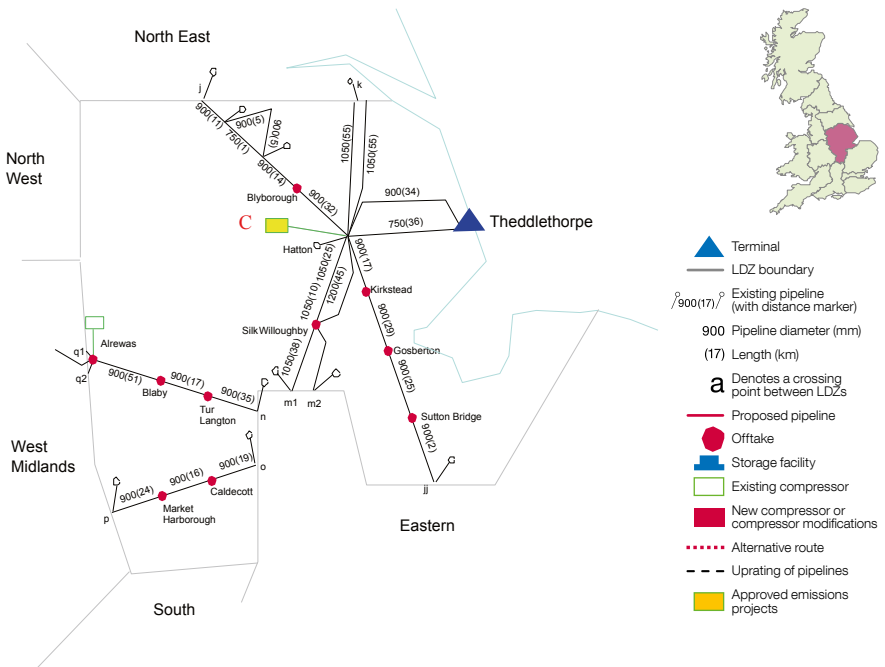 North East
j
k
900(11)
750(1)
900(5)
900(5)
900(14)
1050(55)
1050(55)
North
West
Blyborough
900(32)
900(34)
750(36)
Theddlethorpe
C
Hatton
1050(25)
1050(10)
1200(45)
900(17)
Kirkstead
Silk Willoughby
900(29)
1050(38)
Gosberton
q1
Alrewas
q2
900(51)
900(17)
900(35)
Blaby
Tur
Langton
n
m1
m2
900(25)
Sutton Bridge
900(2)
jj
West
Midlands
900(24)
900(16)
900(19)
o
p
Market
Harborough
Caldecott
Eastern
South
Terminal
LDZ boundary
900(17) Existing pipeline
(with distance marker)
900 Pipeline diameter (mm)
(17) Length (km)
a Denotes a crossing
point between LDZs
Proposed pipeline
Offtake
Storage facility
Existing compressor
New compressor or
compressor modifications
Alternative route
Uprating of pipelines
Approved emissions
projects